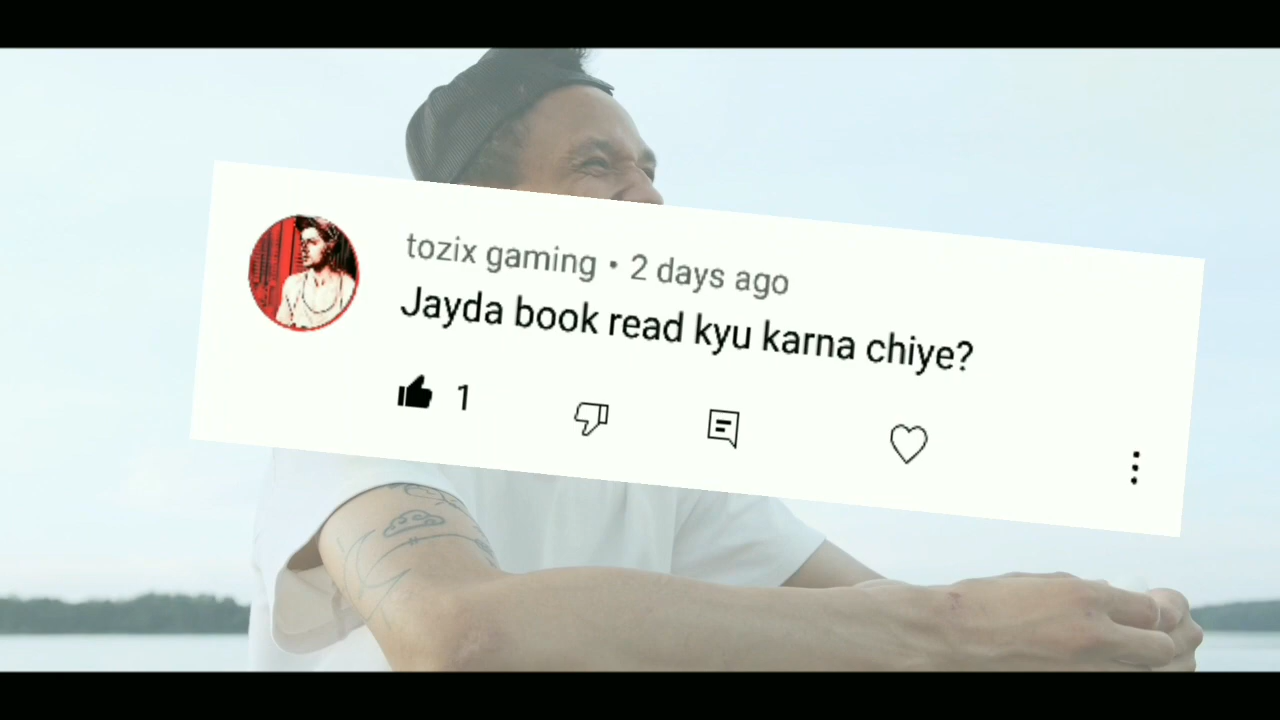 tozix gaming • 2 days ago
Jayda book read kyu karna chiye?
1